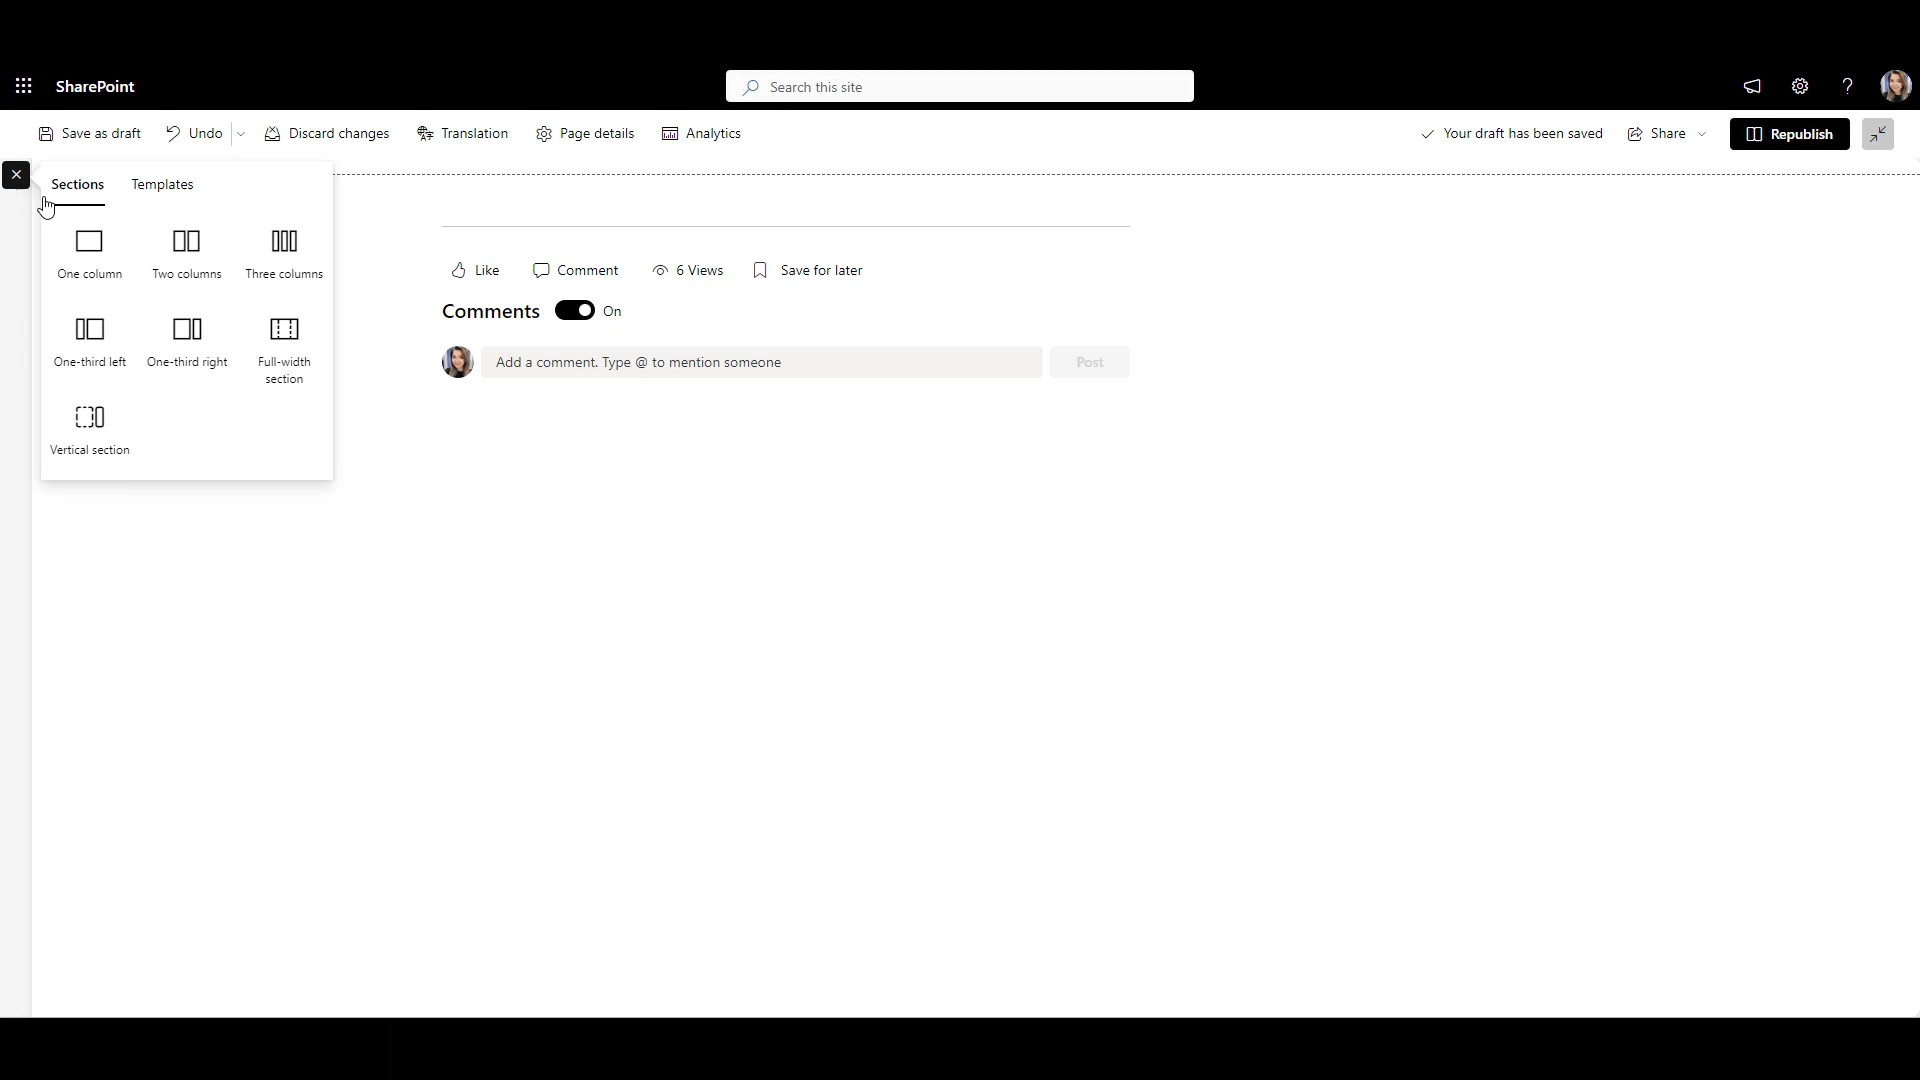 SharePoint
Search this site
Save as draft
Undo
Discard changes
Translation
Page details
Analytics
Your draft has been saved
Share
Republish
Sections
Templates
One column
Two columns
Three columns
One-third left
One-third right
Full-width
section
Vertical section
Like
Comment
6 Views
Save for later
Comments
On
Add a comment. Type @ to mention someone
Post